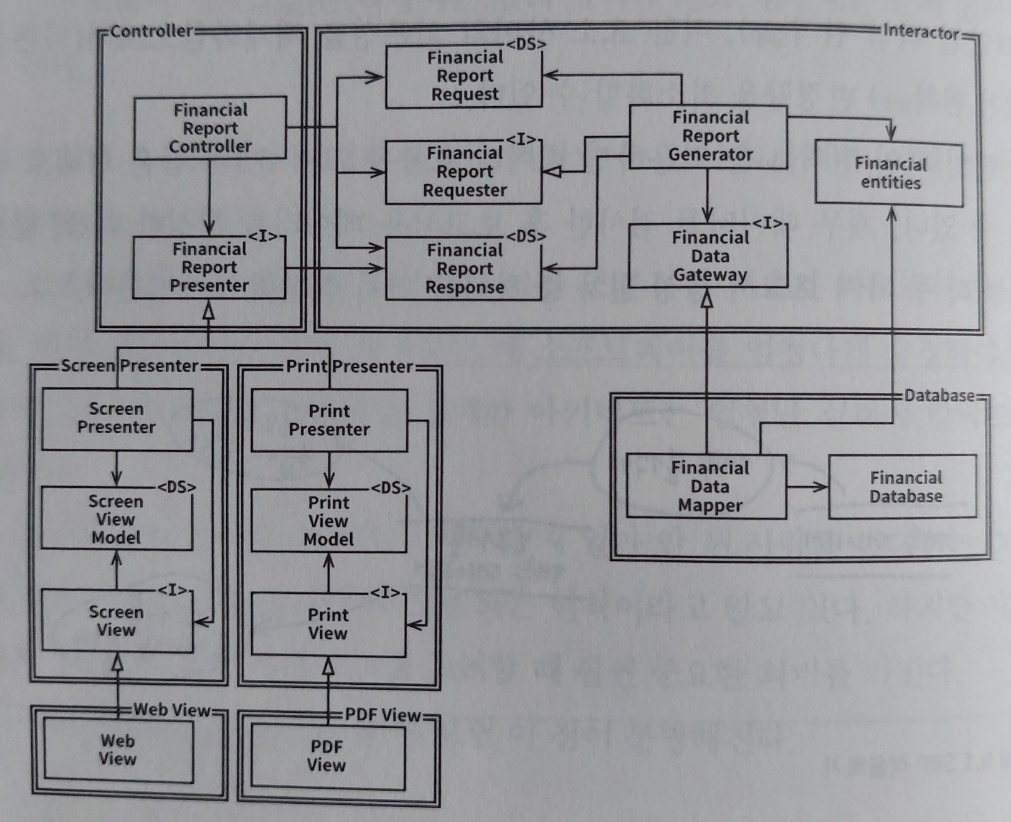 Controller
Financial
Report
Controller
<I>
Financial
Report
Presenter
Interactor
<DS>
Financial
Report
Request
<I>
Financial
Report
Requester
<DS>
Financial
Report
Response
Financial
Report
Generator
<I>
Financial
Data
Gateway
Financial
entities
Screen Presenter
Screen
Presenter
<DS>
Screen
View
Model
<I>
Screen
View
Print Presenter
Print
Presenter
<DS>
Print
View
Model
<I>
Print
View
Database
Financial
Data
Mapper
Financial
Database
Web View
Web
View
PDF View
PDF
View